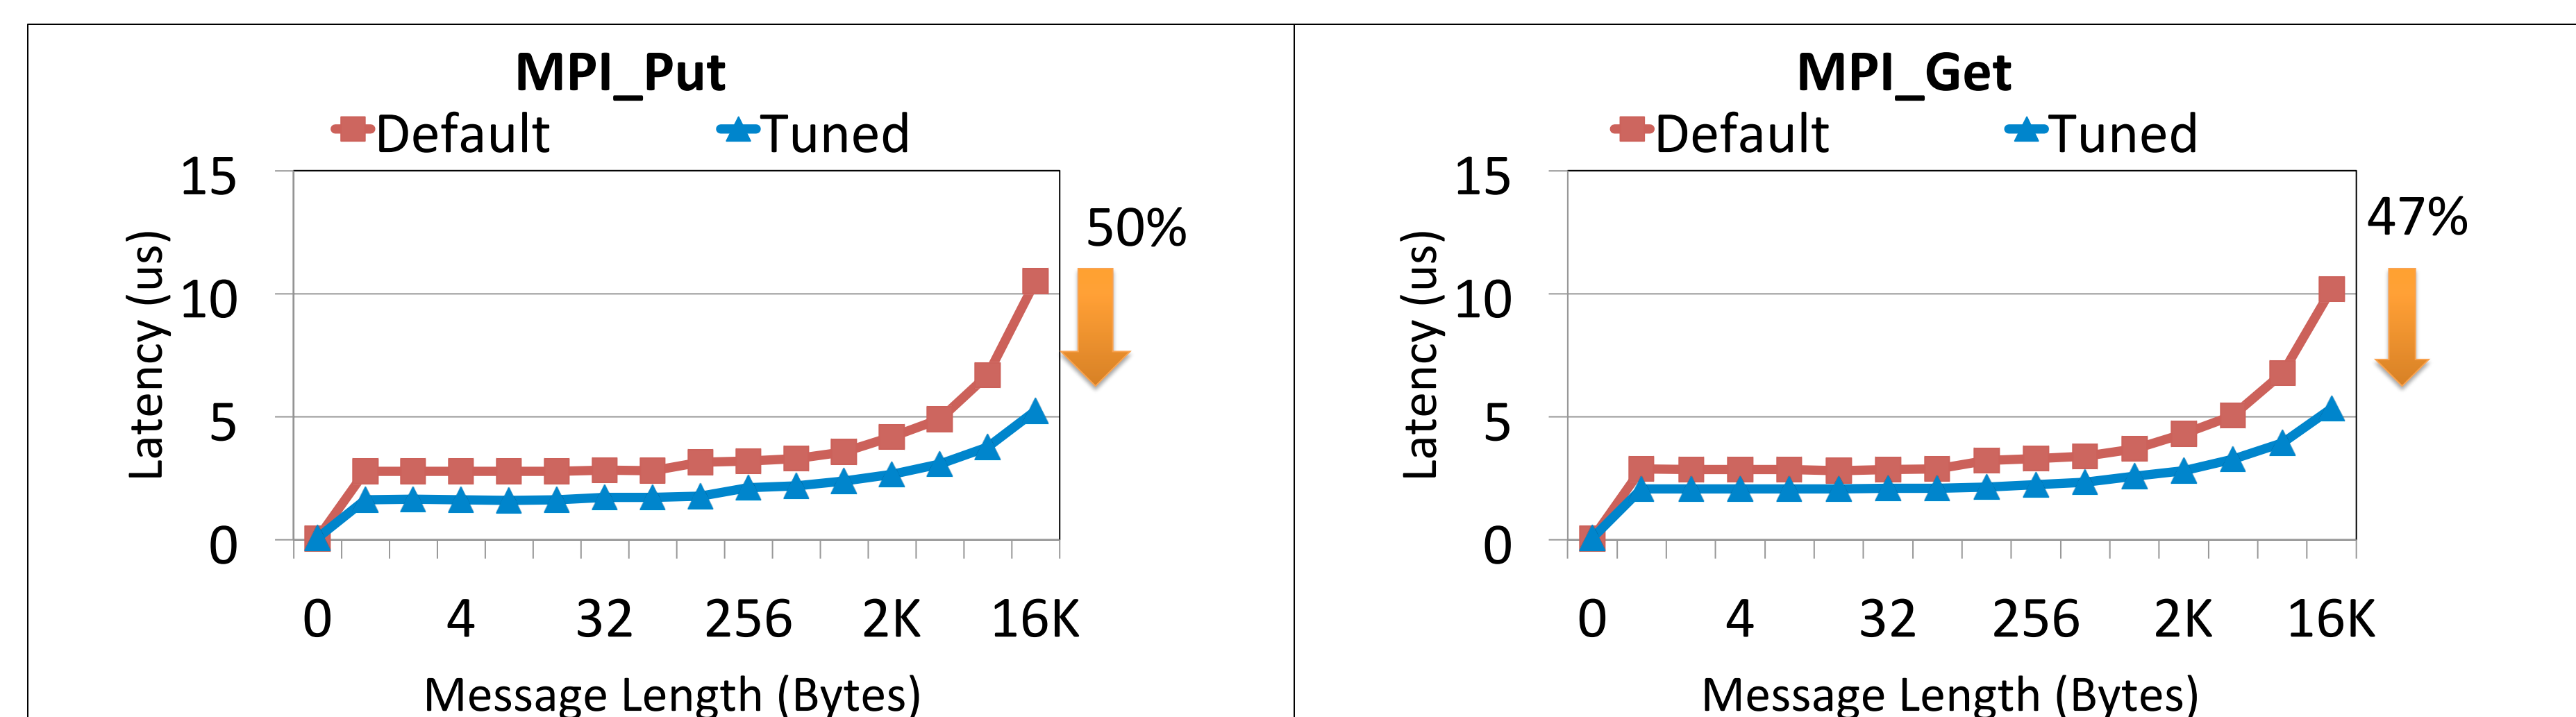 MPI_Put
Default Tuned
15
10
5
0
Latency (us)
50%
0 4 32 256 2K 16K
Message Length (Bytes)
MPI_Get
Default Tuned
15
10
5
0
Latency (us)
47%
0 4 32 256 2K 16K
Message Length (Bytes)